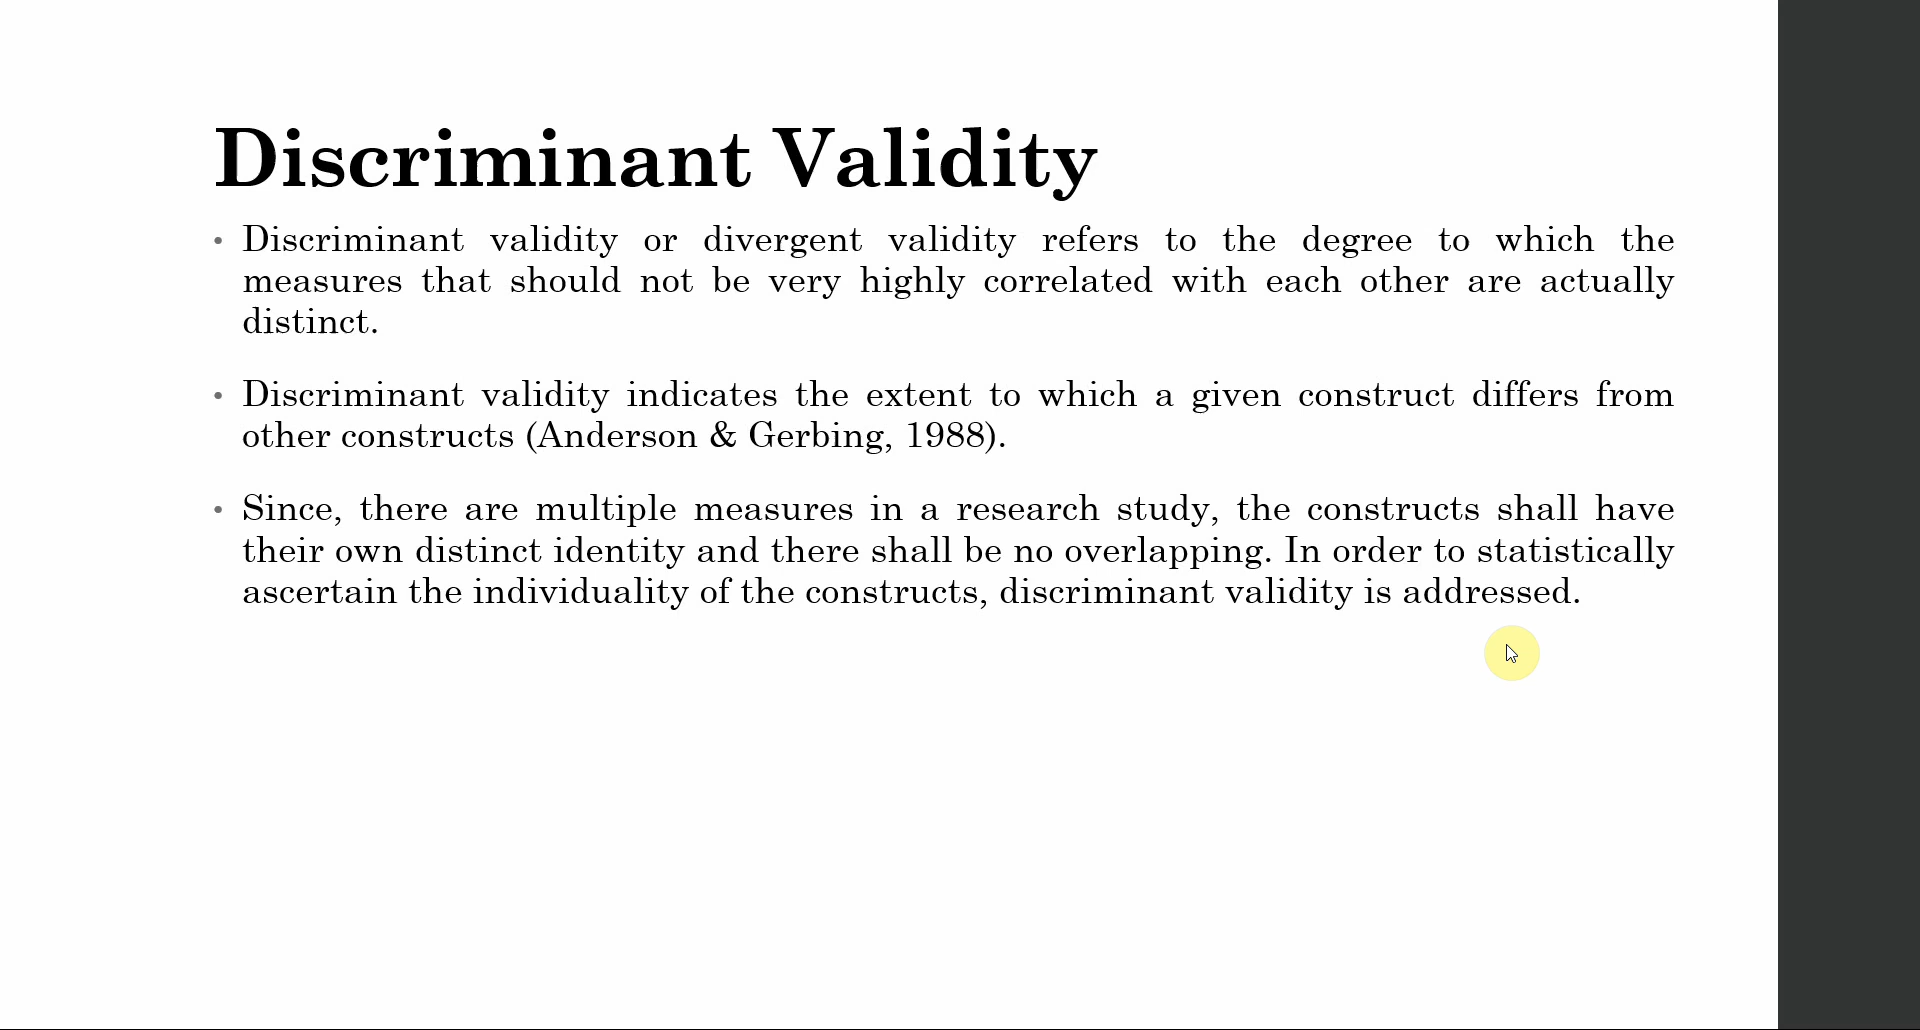 Discriminant Validity
• Discriminant validity or divergent validity refers to the degree to which the
measures that should not be very highly correlated with each other are actually
distinct.
• Discriminant validity indicates the extent to which a given construct differs from
other constructs (Anderson & Gerbing, 1988).
• Since, there are multiple measures in a research study, the constructs shall have
their own distinct identity and there shall be no overlapping. In order to statistically
ascertain the individuality of the constructs, discriminant validity is addressed.